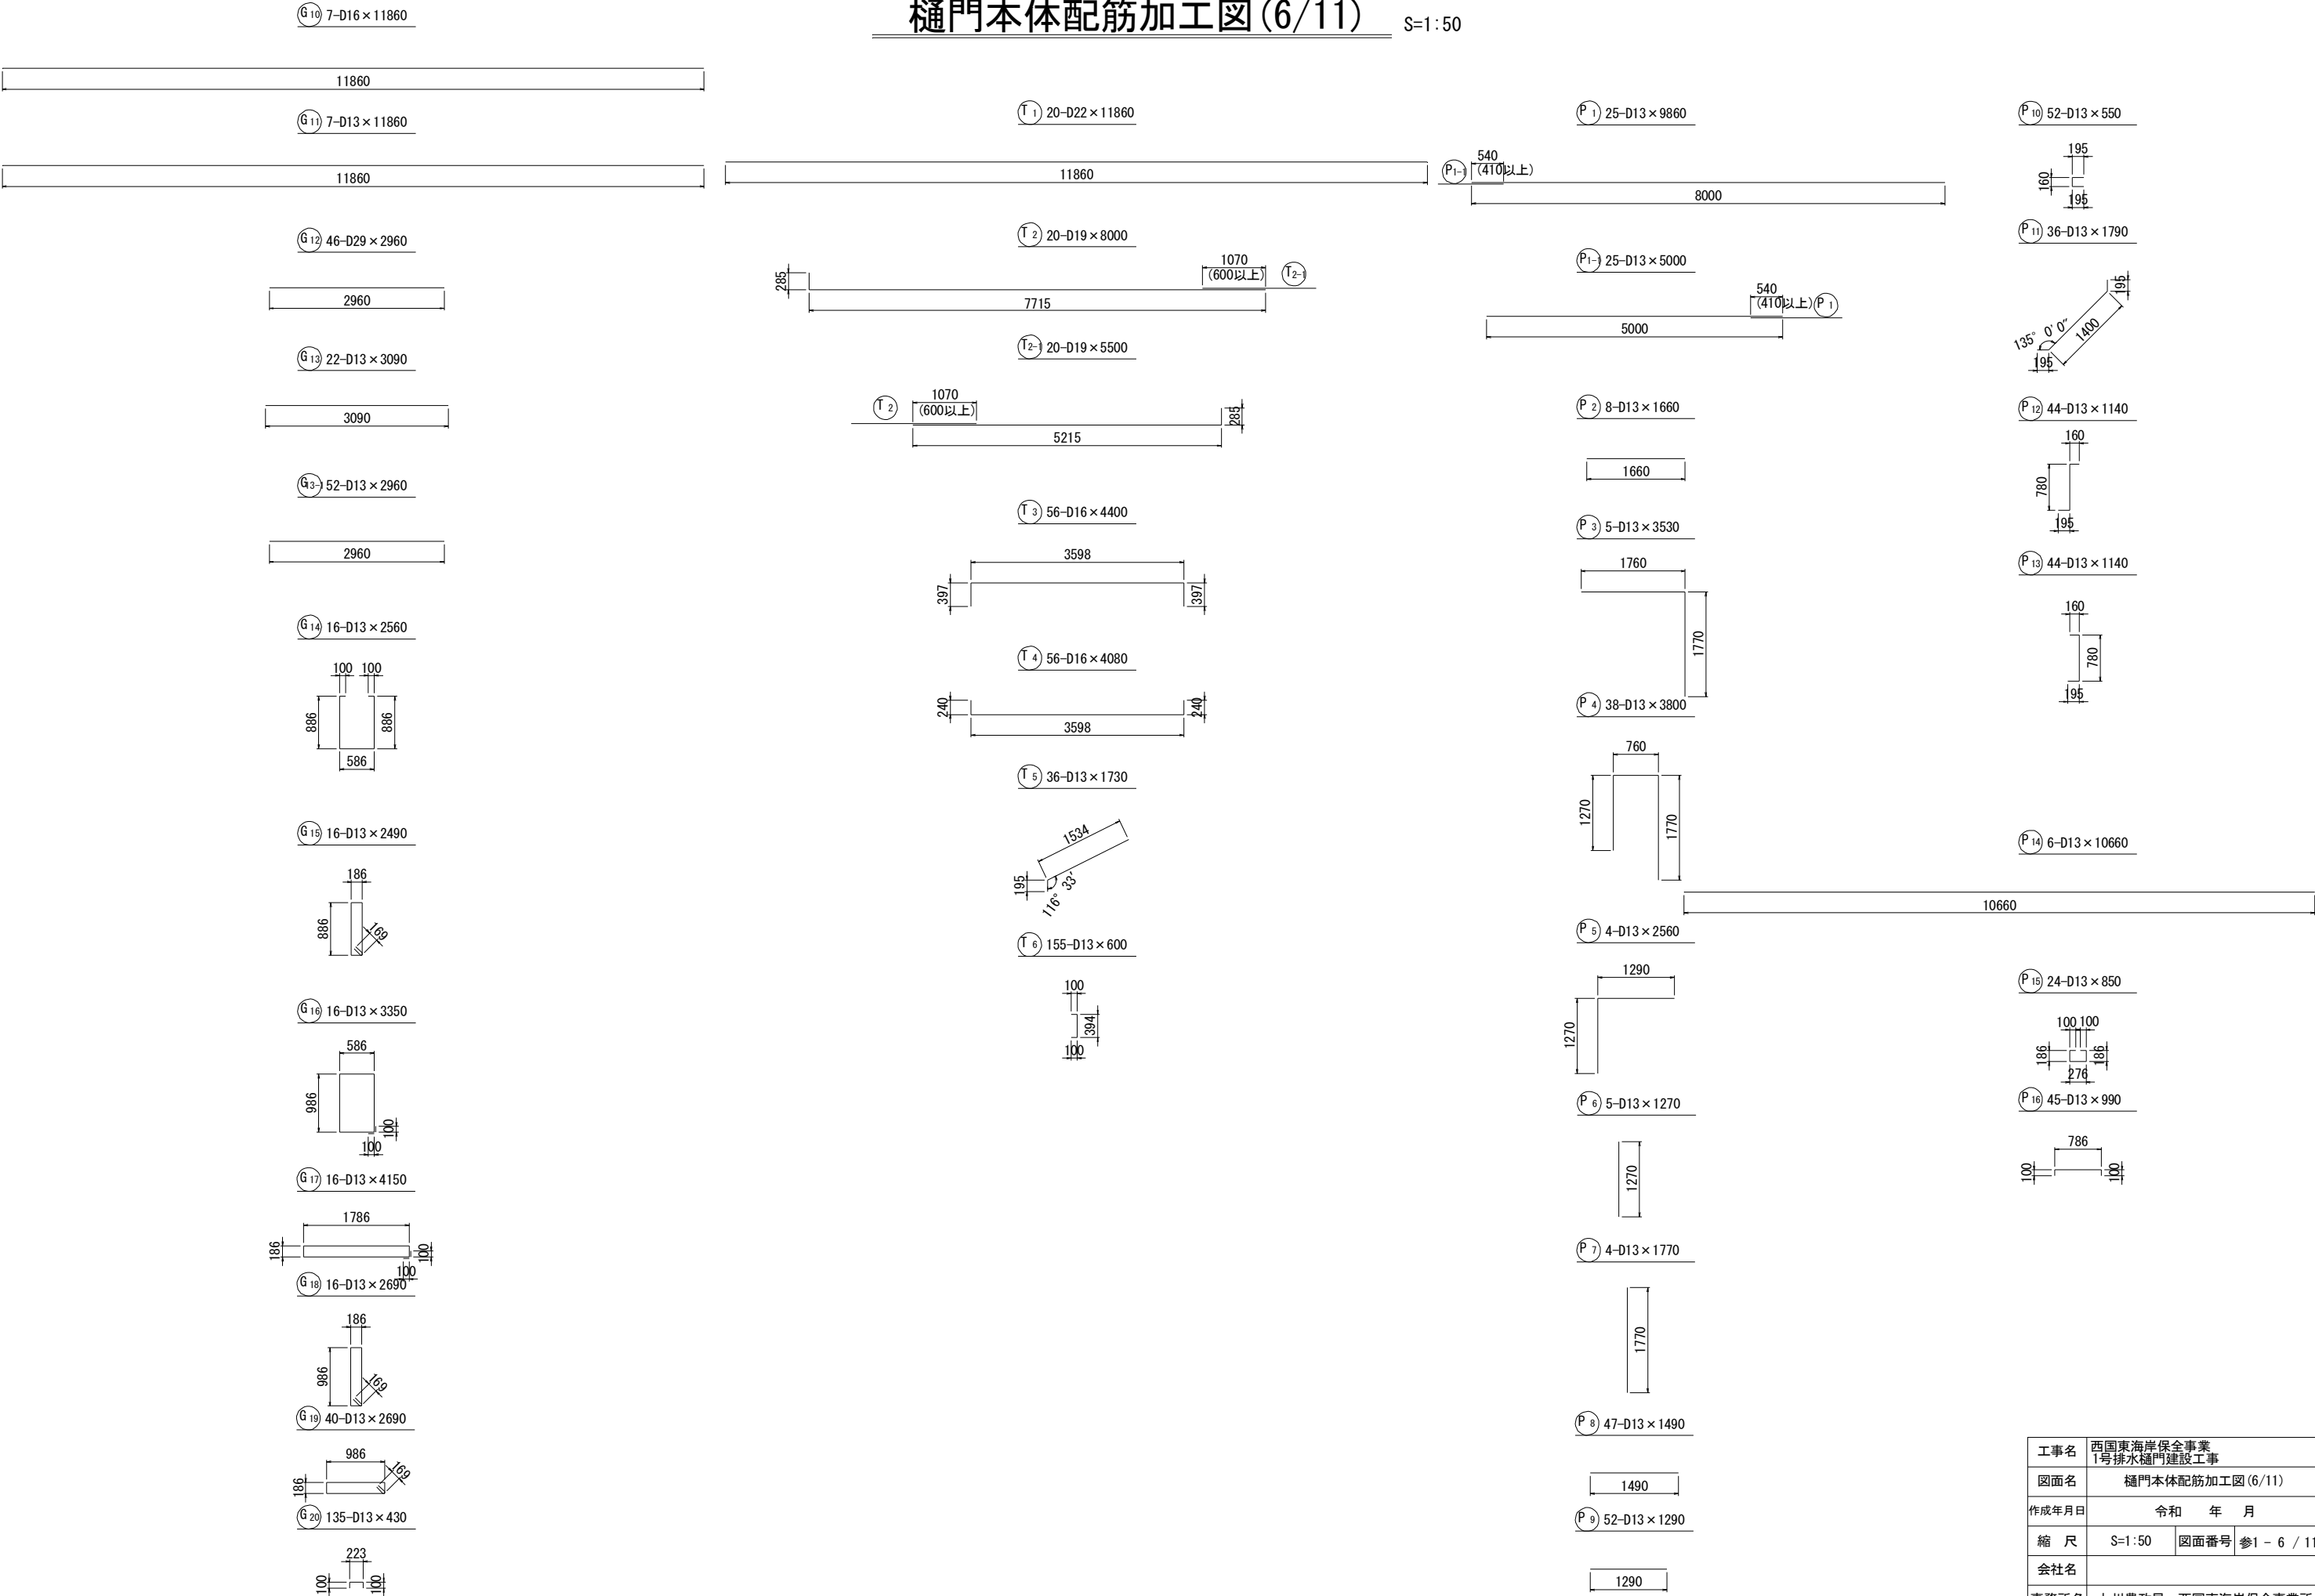 樋門本体配筋加工図(6/11) S=1:50
G10 7-D16×11860
11860
G11 7-D13×11860
11860
G12 46-D29×2960
2960
G13 22-D13×3090
3090
G13-1 52-D13×2960
2960
G14 16-D13×2560
100 100
886 886
586
G15 16-D13×2490
186
886
169
G16 16-D13×3350
586
986
100
100
G17 16-D13×4150
1786
186
100
100
G18 16-D13×2690
186
986
169
G19 40-D13×2690
986
169
186
G20 135-D13×430
223
100 100
T1 20-D22×11860
11860
T2 20-D19×8000
285
1070
(600以上) T2-1
7715
T2-1 20-D19×5500
T2
1070
(600以上)
285
5215
T3 56-D16×4400
3598
397 397
T4 56-D16×4080
240 240
3598
T5 36-D13×1730
1534
195
116° 33′
T6 155-D13×600
100
394
100
P1 25-D13×9860
P1-1
540
(410以上)
8000
P1-1 25-D13×5000
540
(410以上) P1
5000
P2 8-D13×1660
1660
P3 5-D13×3530
1760
1770
P4 38-D13×3800
760
1270
1770
P5 4-D13×2560
1290
1270
P6 5-D13×1270
1270
P7 4-D13×1770
1770
P8 47-D13×1490
1490
P9 52-D13×1290
1290
P10 52-D13×550
195
160
195
P11 36-D13×1790
195
1400
135° 0′0″
195
P12 44-D13×1140
160
780
195
P13 44-D13×1140
160
780
195
P14 6-D13×10660
10660
P15 24-D13×850
100 100
186 186
276
P16 45-D13×990
786
100 100
工事名 西国東海岸保全事業
1号排水樋門建設工事
図面名 樋門本体配筋加工図(6/11)
作成年月日 令和 年 月
縮 尺 S=1:50 図面番号 参1 - 6 / 11
会社名